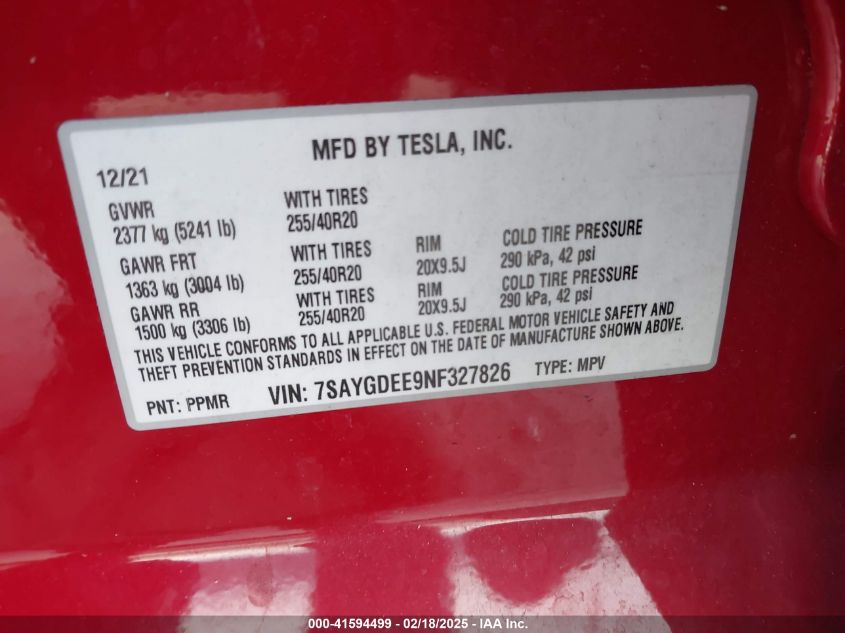 MFD BY TESLA, INC.
12/21
GVWR WITH TIRES
2377 kg (5241 lb) 255/40R20
GAWR FRT WITH TIRES RIM COLD TIRE PRESSURE
1363 kg (3004 lb) 255/40R20 20X9.5J 290 kPa, 42 psi
GAWR RR WITH TIRES RIM COLD TIRE PRESSURE
1500 kg (3306 lb) 255/40R20 20X9.5J 290 kPa, 42 psi
THIS VEHICLE CONFORMS TO ALL APPLICABLE U.S. FEDERAL MOTOR VEHICLE SAFETY AND
THEFT PREVENTION STANDARDS IN EFFECT ON THE DATE OF MANUFACTURE SHOWN ABOVE.
PNT: PPMR VIN: 7SAYGDEE9NF327826 TYPE: MPV
000-41594499 - 02/18/2025 - IAA Inc.